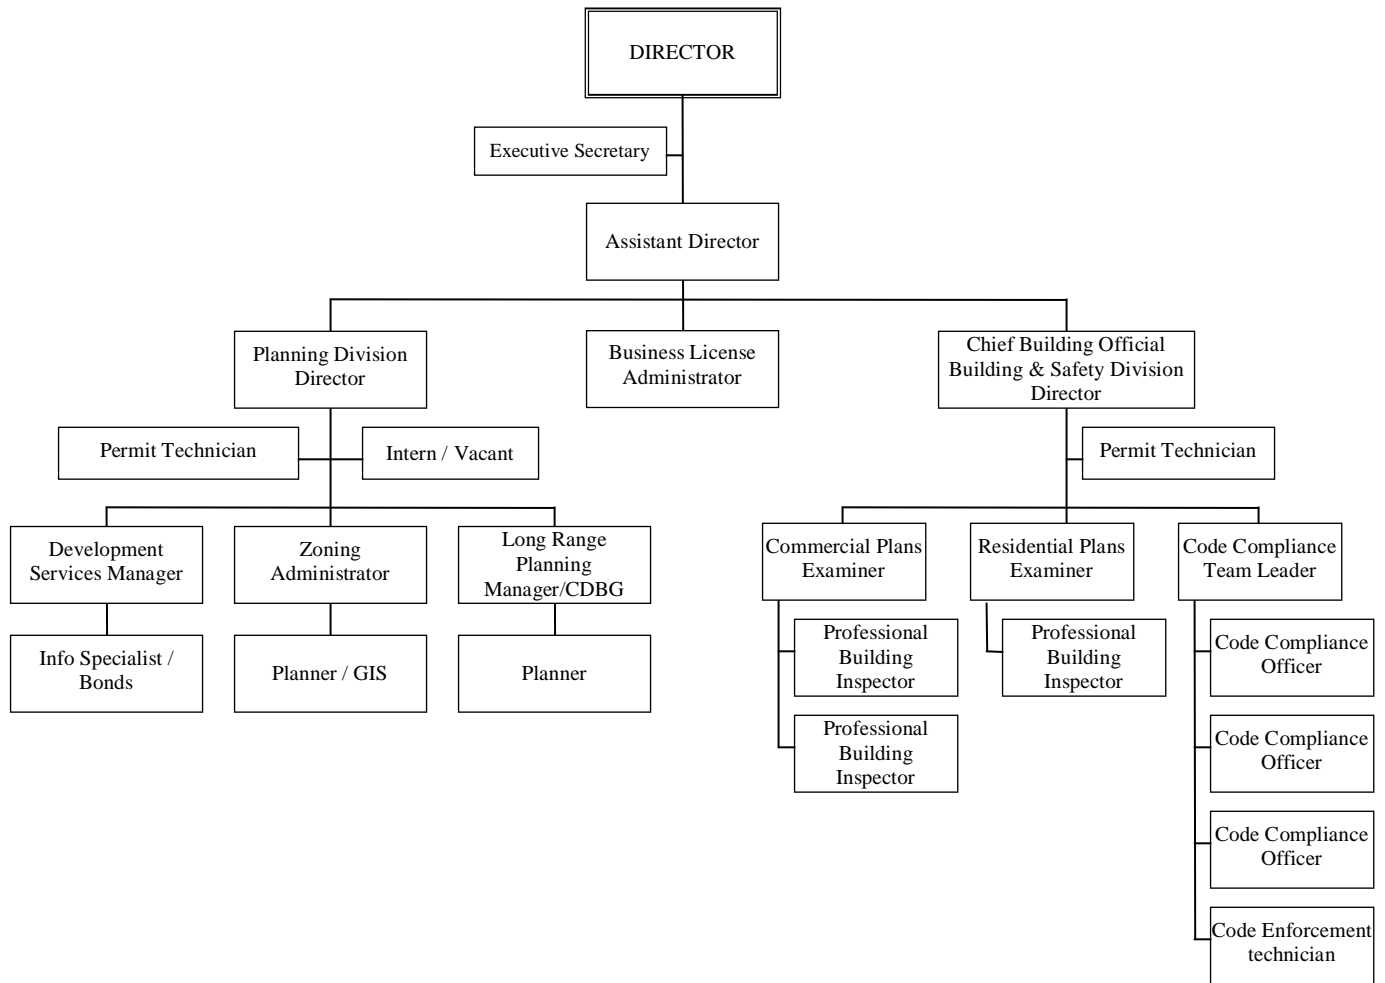 DIRECTOR
Executive Secretary
Assistant Director
Planning Division
Director
Business License
Administrator
Chief Building Official
Building & Safety Division
Director
Permit Technician
Intern / Vacant
Permit Technician
Development
Services Manager
Zoning
Administrator
Long Range
Planning
Manager/CDBG
Commercial Plans
Examiner
Residential Plans
Examiner
Code Compliance
Team Leader
Info Specialist /
Bonds
Planner / GIS
Planner
Professional
Building
Inspector
Professional
Building
Inspector
Code Compliance
Officer
Professional
Building
Inspector
Code Compliance
Officer
Code Compliance
Officer
Code Enforcement
technician